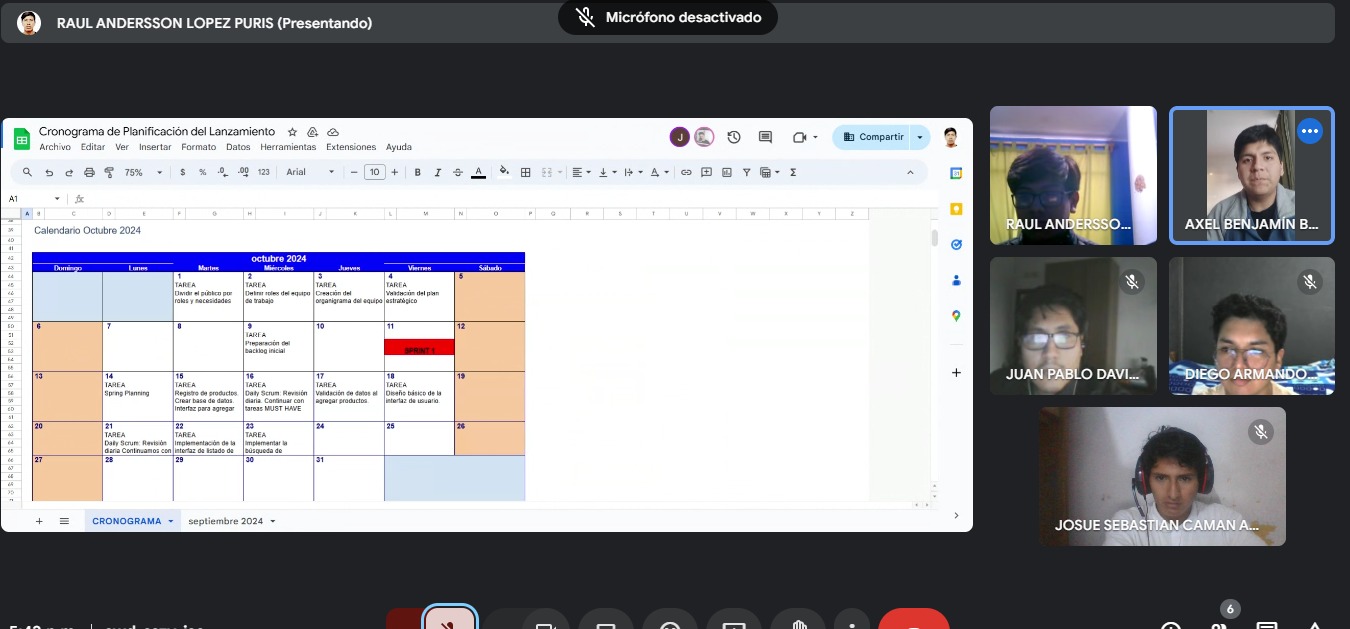 RAUL ANDERSSON LOPEZ PURIS (Presentando)
Micrófono desactivado
Cronograma de Planificación del Lanzamiento
Archivo Editar Ver Insertar Formato Datos Herramientas Extensiones Ayuda
J
Compartir
75% $ % .0 .00 123 Arial 10 B I S A
A1 fx
A B C D E F G H I J K L M N O P Q R S T U V W X Y Z
Calendario Octubre 2024
octubre 2024
Domingo Lunes Martes Miércoles Jueves Viernes Sábado
1 2 3 4 5
TAREA TAREA TAREA TAREA
Dividir el público por Definir roles del equipo Creación del Validación del plan
roles y necesidades de trabajo organigrama del equipo estratégico
6 7 8 9 10 11 12
TAREA
Preparación del
backlog inicial
SPRINT 1
13 14 15 16 17 18 19
TAREA TAREA TAREA TAREA TAREA
Spring Planning Registro de productos. Daily Scrum: Revisión Validación de datos al Diseño básico de la
Crear base de datos. diaria. Continuar con agregar productos. interfaz de usuario.
Interfaz para agregar tareas MUST HAVE
20 21 22 23 24 25 26
TAREA TAREA TAREA
Daily Scrum: Revisión Implementación de la Implementar la
diaria Continuamos con interfaz de listado de búsqueda de
27 28 29 30 31
CRONOGRAMA septiembre 2024
RAUL ANDERSSO...
AXEL BENJAMÍN B...
JUAN PABLO DAVI...
DIEGO ARMANDO...
JOSUE SEBASTIAN CAMAN A...
6